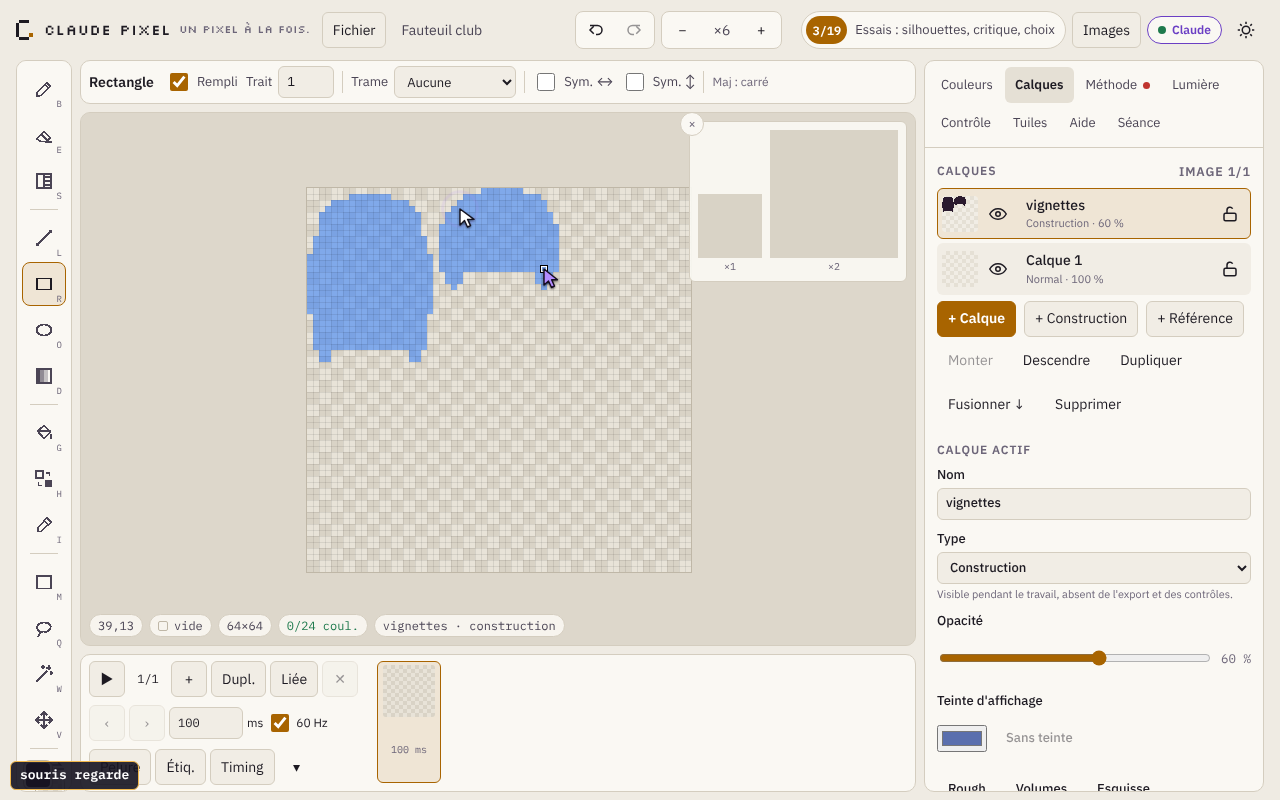 CLAUDE PIXEL UN PIXEL À LA FOIS. Fichier Fauteuil club − ×6 + 3/19 Essais : silhouettes, critique, choix Images Claude
Rectangle Rempli Trait 1 Trame Aucune Sym. ↔ Sym. ↕ Maj : carré
B
E
S
L
R
O
D
G
H
I
M
Q
W
V
×
×1 ×2
39,13 vide 64×64 0/24 coul. vignettes · construction
1/1 + Dupl. Liée ×
‹ › 100 ms 60 Hz
Pelure Étiq. Timing ▼
100 ms
souris regarde
Couleurs Calques Méthode Lumière
Contrôle Tuiles Aide Séance
CALQUES IMAGE 1/1
vignettes
Construction · 60 %
Calque 1
Normal · 100 %
+ Calque + Construction + Référence
Monter Descendre Dupliquer
Fusionner ↓ Supprimer
CALQUE ACTIF
Nom
vignettes
Type
Construction
Visible pendant le travail, absent de l'export et des contrôles.
Opacité
60 %
Teinte d'affichage
Sans teinte
Rough Volumes Esquisse